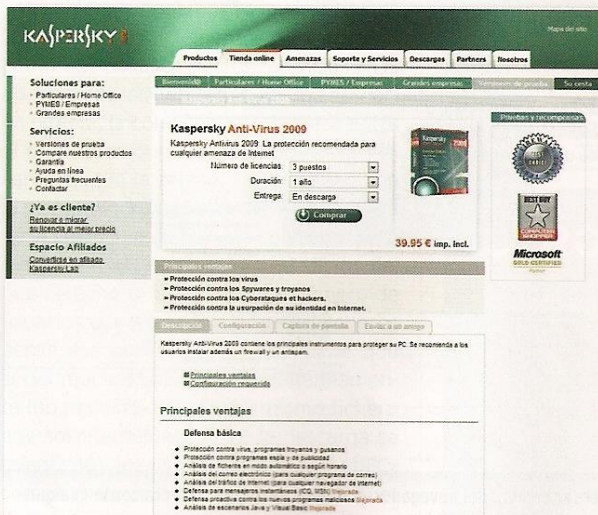 KASPERSKY
Mapa del sitio
Productos Tienda online Amenazas Soporte y Servicios Descargas Partners Nosotros
Bienvenid@ Particulares / Home Office PYMES / Empresas Grandes empresas Versiones de prueba Su cesta
Kaspersky Anti-Virus 2009
Soluciones para:
Particulares / Home Office
PYMES / Empresas
Grandes empresas
Servicios:
Versiones de prueba
Compare nuestros productos
Garantía
Ayuda en línea
Preguntas frecuentes
Contactar
¿Ya es cliente?
Renovar o migrar
su licencia al mejor precio
Espacio Afiliados
Convertirse en afiliado
Kaspersky Lab
Kaspersky Anti-Virus 2009
Kaspersky Antivirus 2009. La protección recomendada para
cualquier amenaza de Internet
Número de licencias: 3 puestos
Duración: 1 año
Entrega: En descarga
Comprar
39.95 € imp. incl.
Kaspersky
2009
Pruebas y recompensas
BEST BUY
COMPUTER
SHOPPER
Microsoft
GOLD CERTIFIED
Partner
Principales ventajas
Protección contra los virus
Protección contra los Spywares y troyanos
Protección contra los Cyberataques et hackers.
Protección contra la usurpación de su identidad en Internet.
Descripción Configuración Captura de pantalla Enviar a un amigo
Kaspersky Anti-Virus 2009 contiene los principales instrumentos para proteger su PC. Se recomienda a los
usuarios instalar además un firewall y un antispam.
Principales ventajas
Configuración requerida
Principales ventajas
Defensa básica
Protección contra virus, programas troyanos y gusanos
Protección contra programas espía y de publicidad
Análisis de ficheros en modo automático o según horario
Análisis del correo electrónico (para cualquier programa de correo)
Análisis del tráfico de Internet (para cualquier navegador de Internet)
Defensa para mensajeros instantáneos (ICQ, MSN) Mejorada
Defensa proactiva contra los nuevos programas maliciosos Mejorada
Análisis de escenarios Java y Visual Basic Mejorado